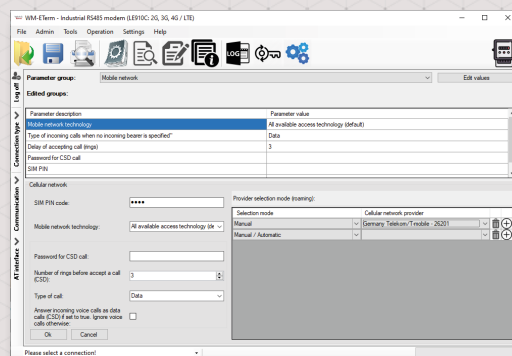 WM-ETerm - Industrial RS485 modem (LE910C: 2G, 3G, 4G / LTE)
File Admin Tools Operation Settings Help
LOG
Log off
Parameter group: Mobile network Edit values
Edited groups:
Connection type
Parameter description Parameter value
Mobile network technology All available access technology (default)
Type of incoming calls when no incoming bearer is specified" Data
Delay of accepting call (rings) 3
Password for CSD call
SIM PIN
Communication
Cellular network
SIM PIN code: ••••
Provider selection mode (roaming):
Selection mode Cellular network provider
Manual Germany Telekom/T-mobile - 26201
Manual / Automatic
Mobile network technology: All available access technology (de
AT interface
Password for CSD call:
Number of rings before accept a call
(CSD): 3
Type of call: Data
Answer incoming voice calls as data
calls (CSD) if set to true. Ignore voice
calls otherwise:
Ok Cancel
Please select a connection!